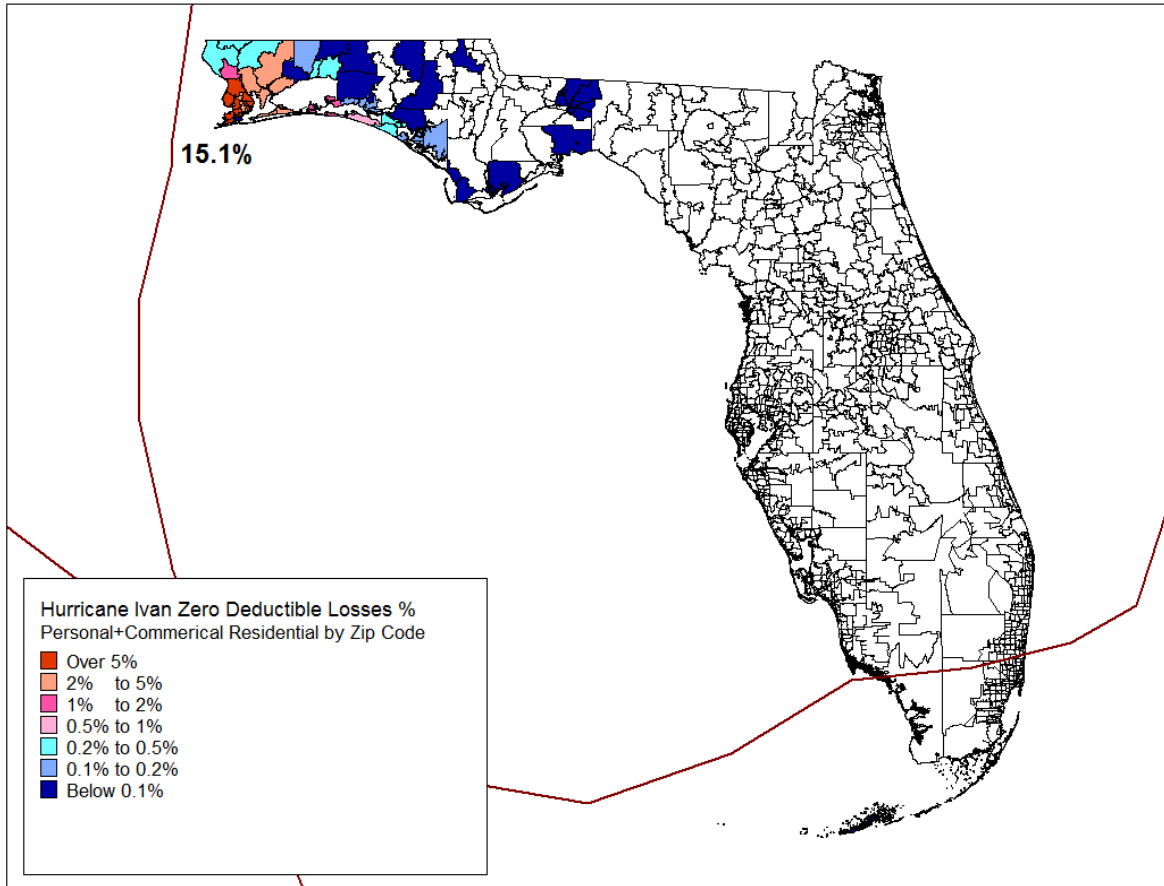 15.1%
Hurricane Ivan Zero Deductible Losses %
Personal+Commerical Residential by Zip Code
Over 5%
2% to 5%
1% to 2%
0.5% to 1%
0.2% to 0.5%
0.1% to 0.2%
Below 0.1%